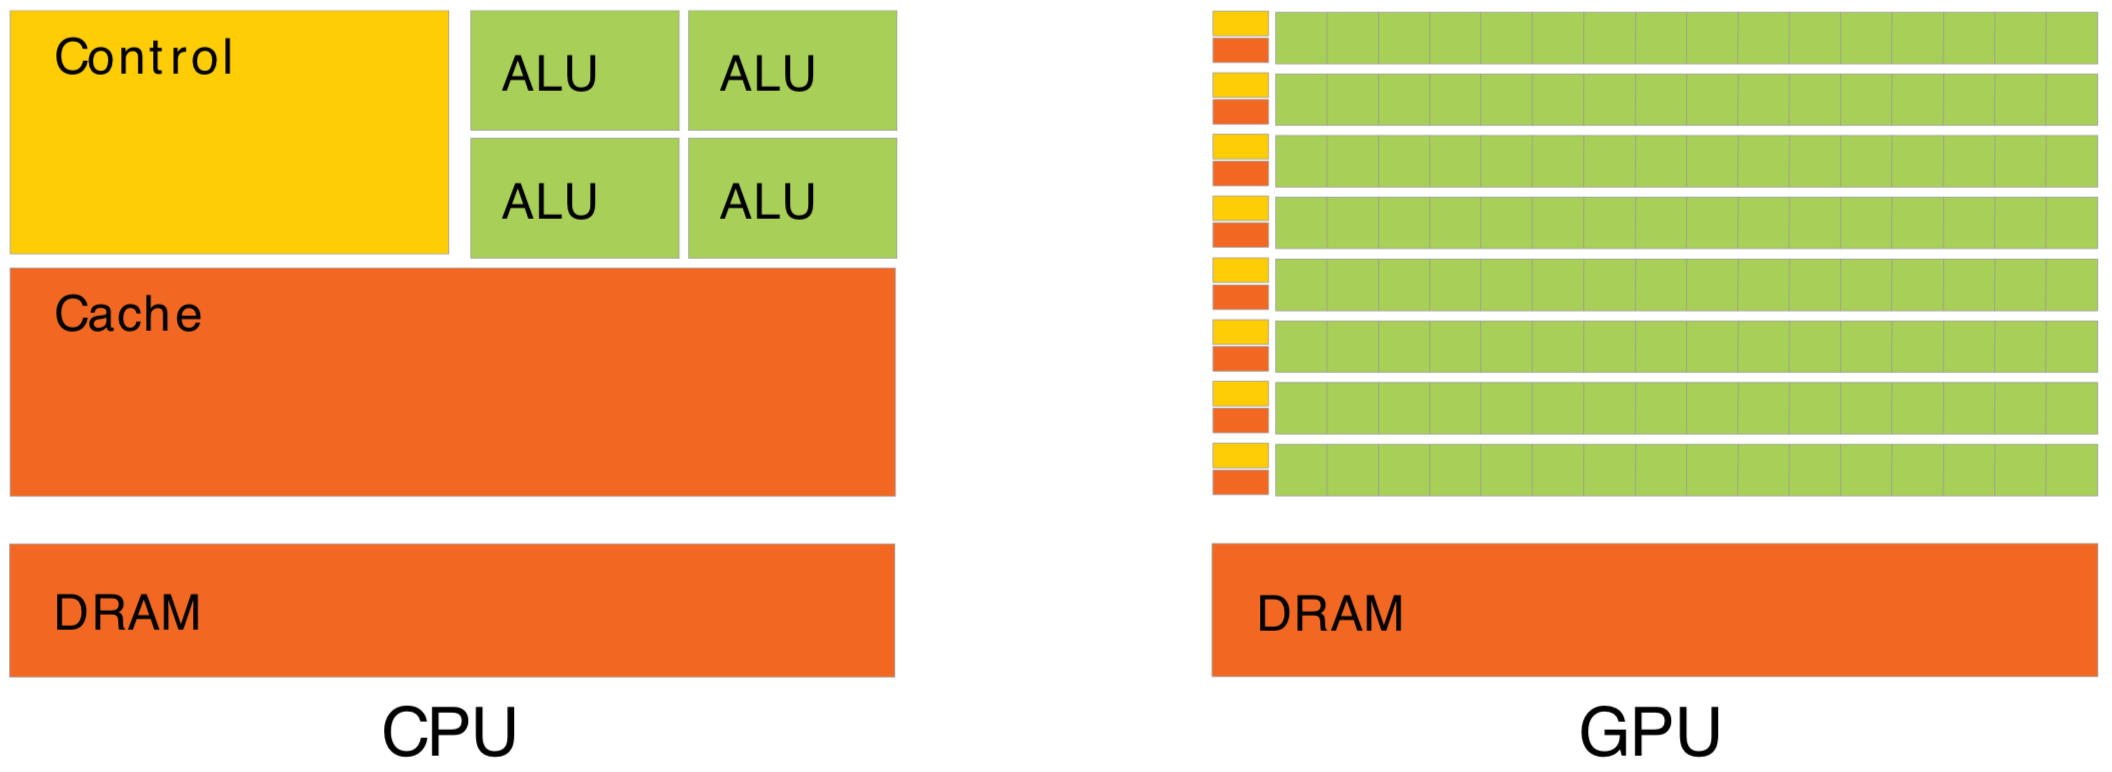 Control
ALU ALU
ALU ALU
Cache
DRAM
CPU
DRAM
GPU